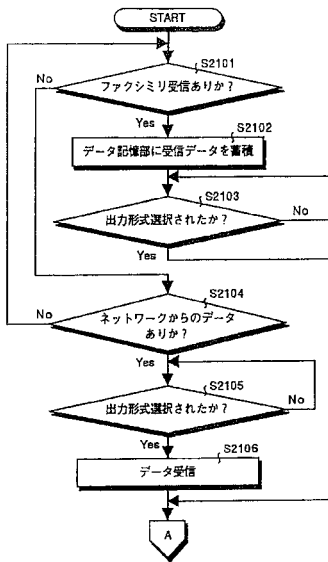 START
S2101
No
ファクシミリ受信ありか?
Yes
S2102
データ記憶部に受信データを蓄積
S2103
出力形式選択されたか?
No
Yes
S2104
No
ネットワークからのデータ
ありか?
Yes
S2105
No
出力形式選択されたか?
Yes
S2106
データ受信
A